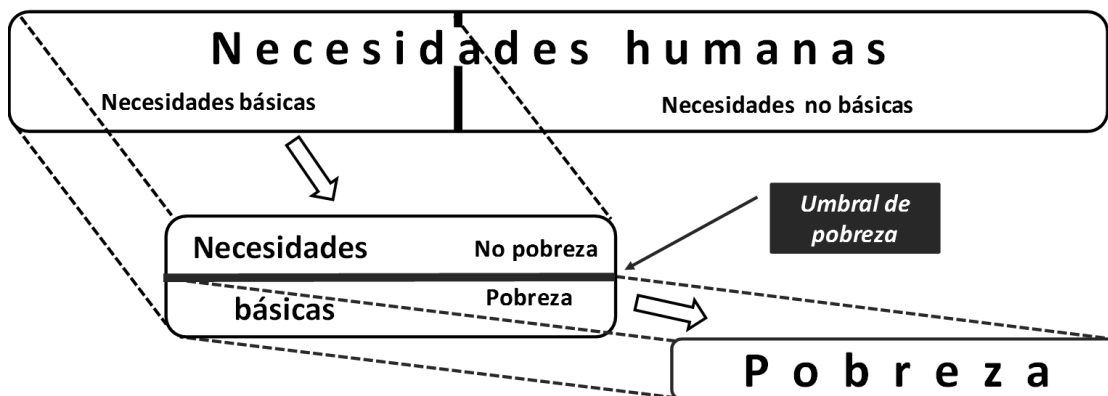 Necesidades humanas
Necesidades básicas
Necesidades no básicas
Umbral de
pobreza
Necesidades
No pobreza
básicas
Pobreza
Pobreza